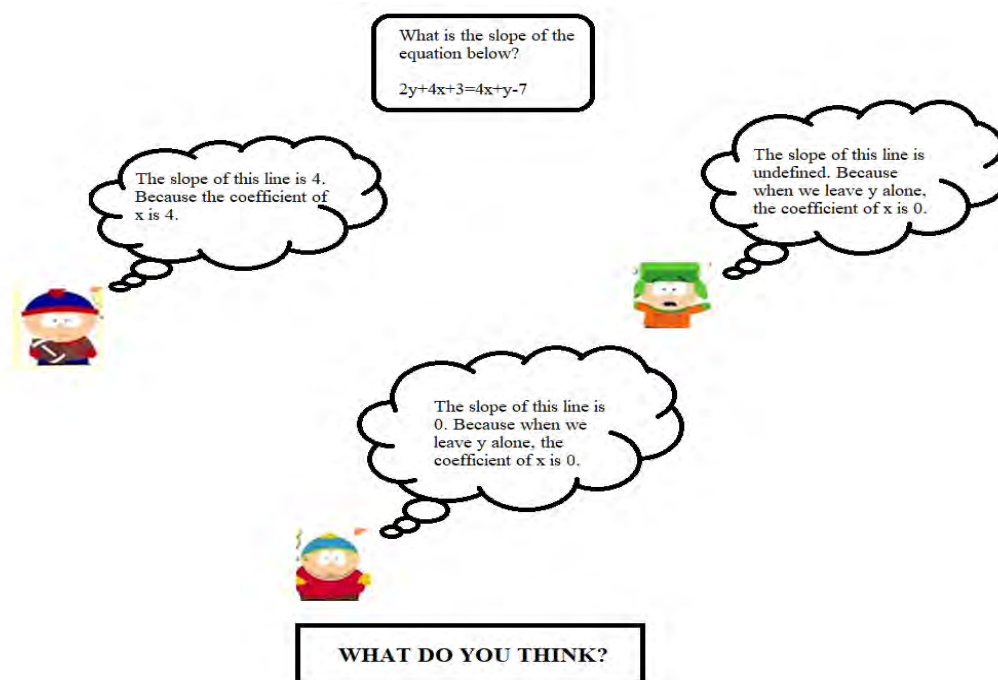 What is the slope of the
equation below?
2y+4x+3=4x+y-7
The slope of this line is 4.
Because the coefficient of
x is 4.
The slope of this line is
undefined. Because
when we leave y alone,
the coefficient of x is 0.
The slope of this line is
0. Because when we
leave y alone, the
coefficient of x is 0.
WHAT DO YOU THINK?